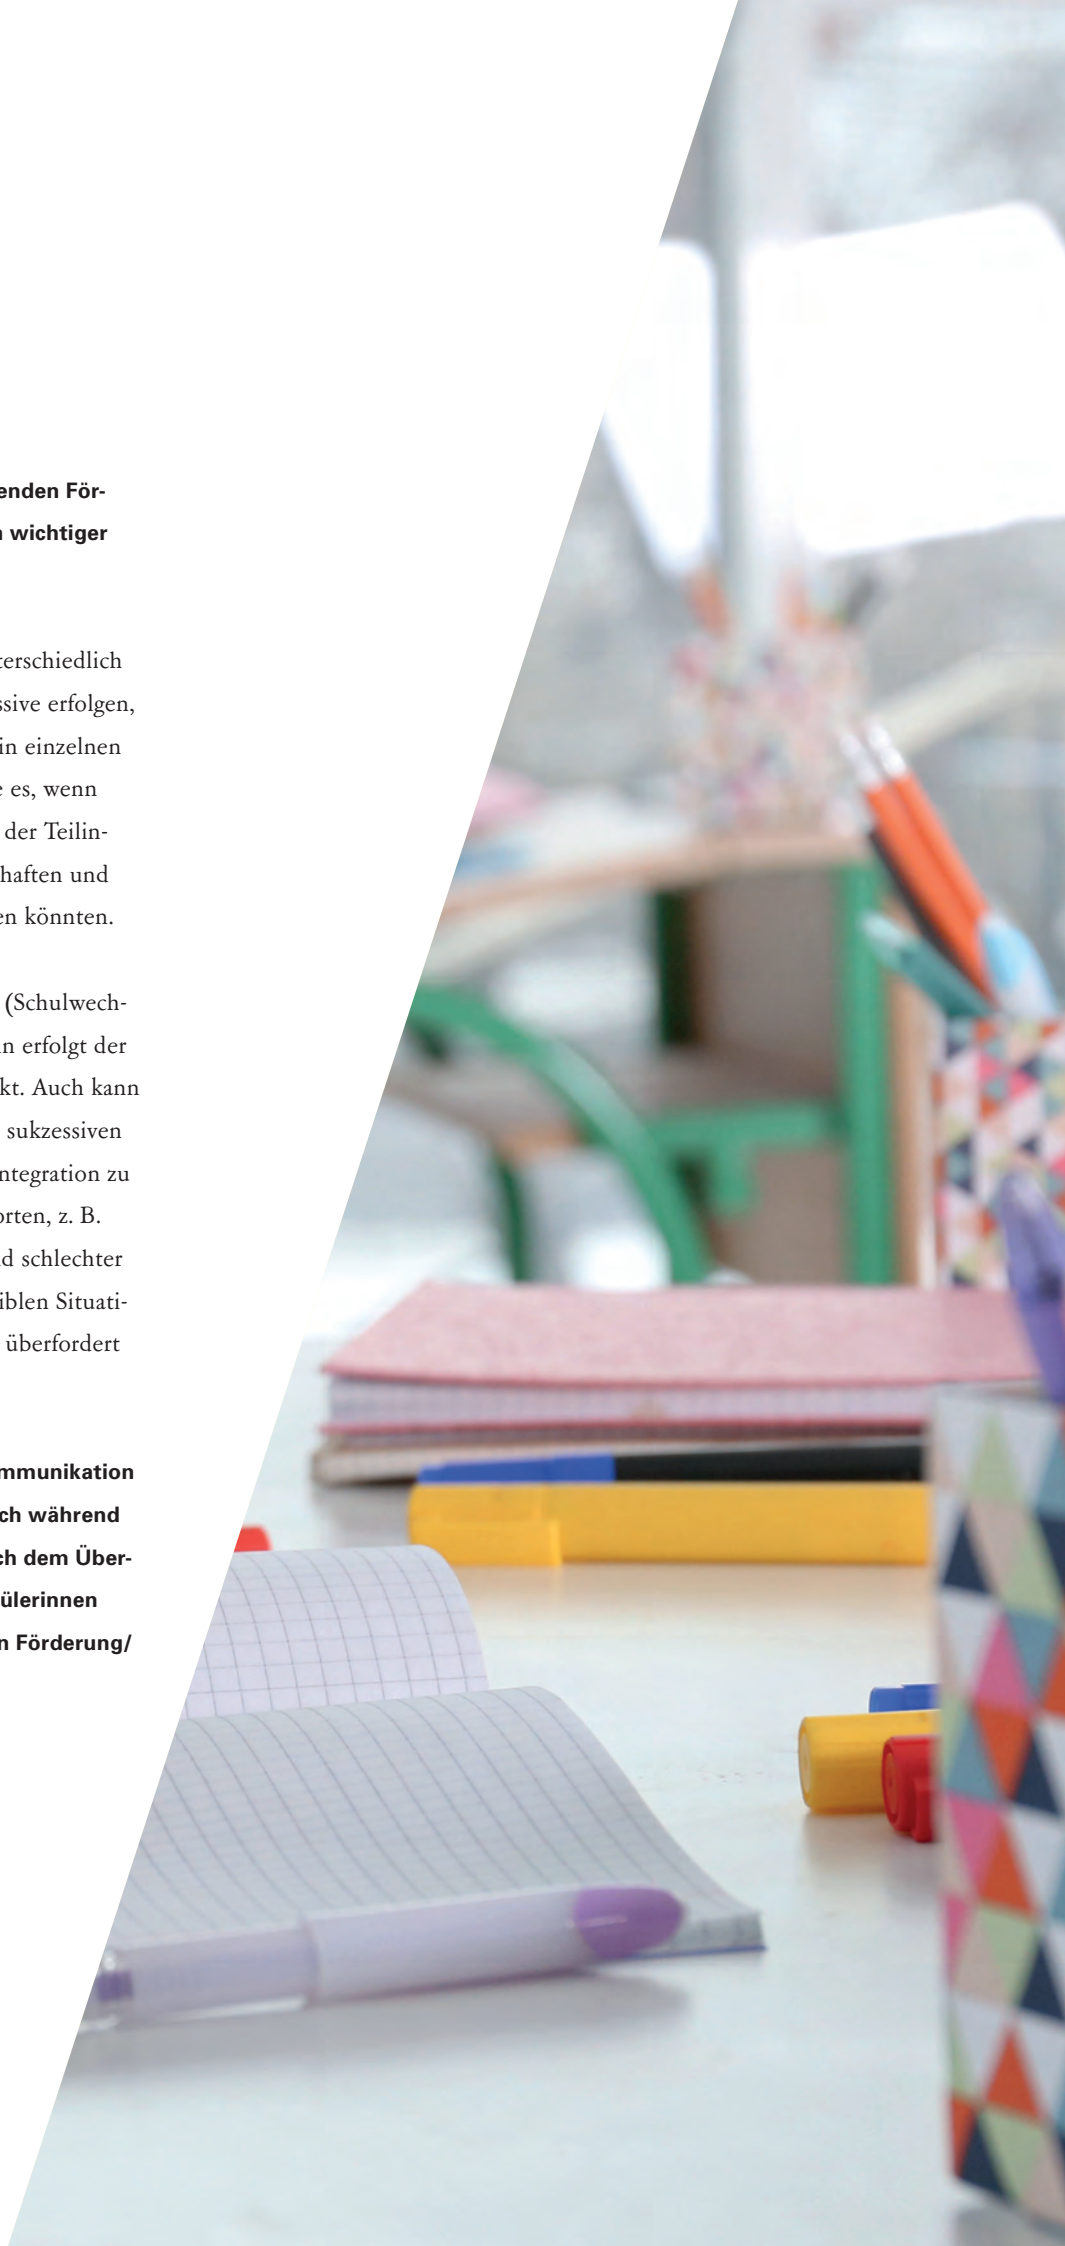 enden För-
wichtiger
terschiedlich
ssive erfolgen,
in einzelnen
e es, wenn
der Teilin-
haften und
en könnten.
(Schulwech-
n erfolgt der
kt. Auch kann
sukzessiven
ntegration zu
orten, z. B.
d schlechter
iblen Situati-
überfordert
mmunikation
ch während
ch dem Über-
ülerinnen
n Förderung/